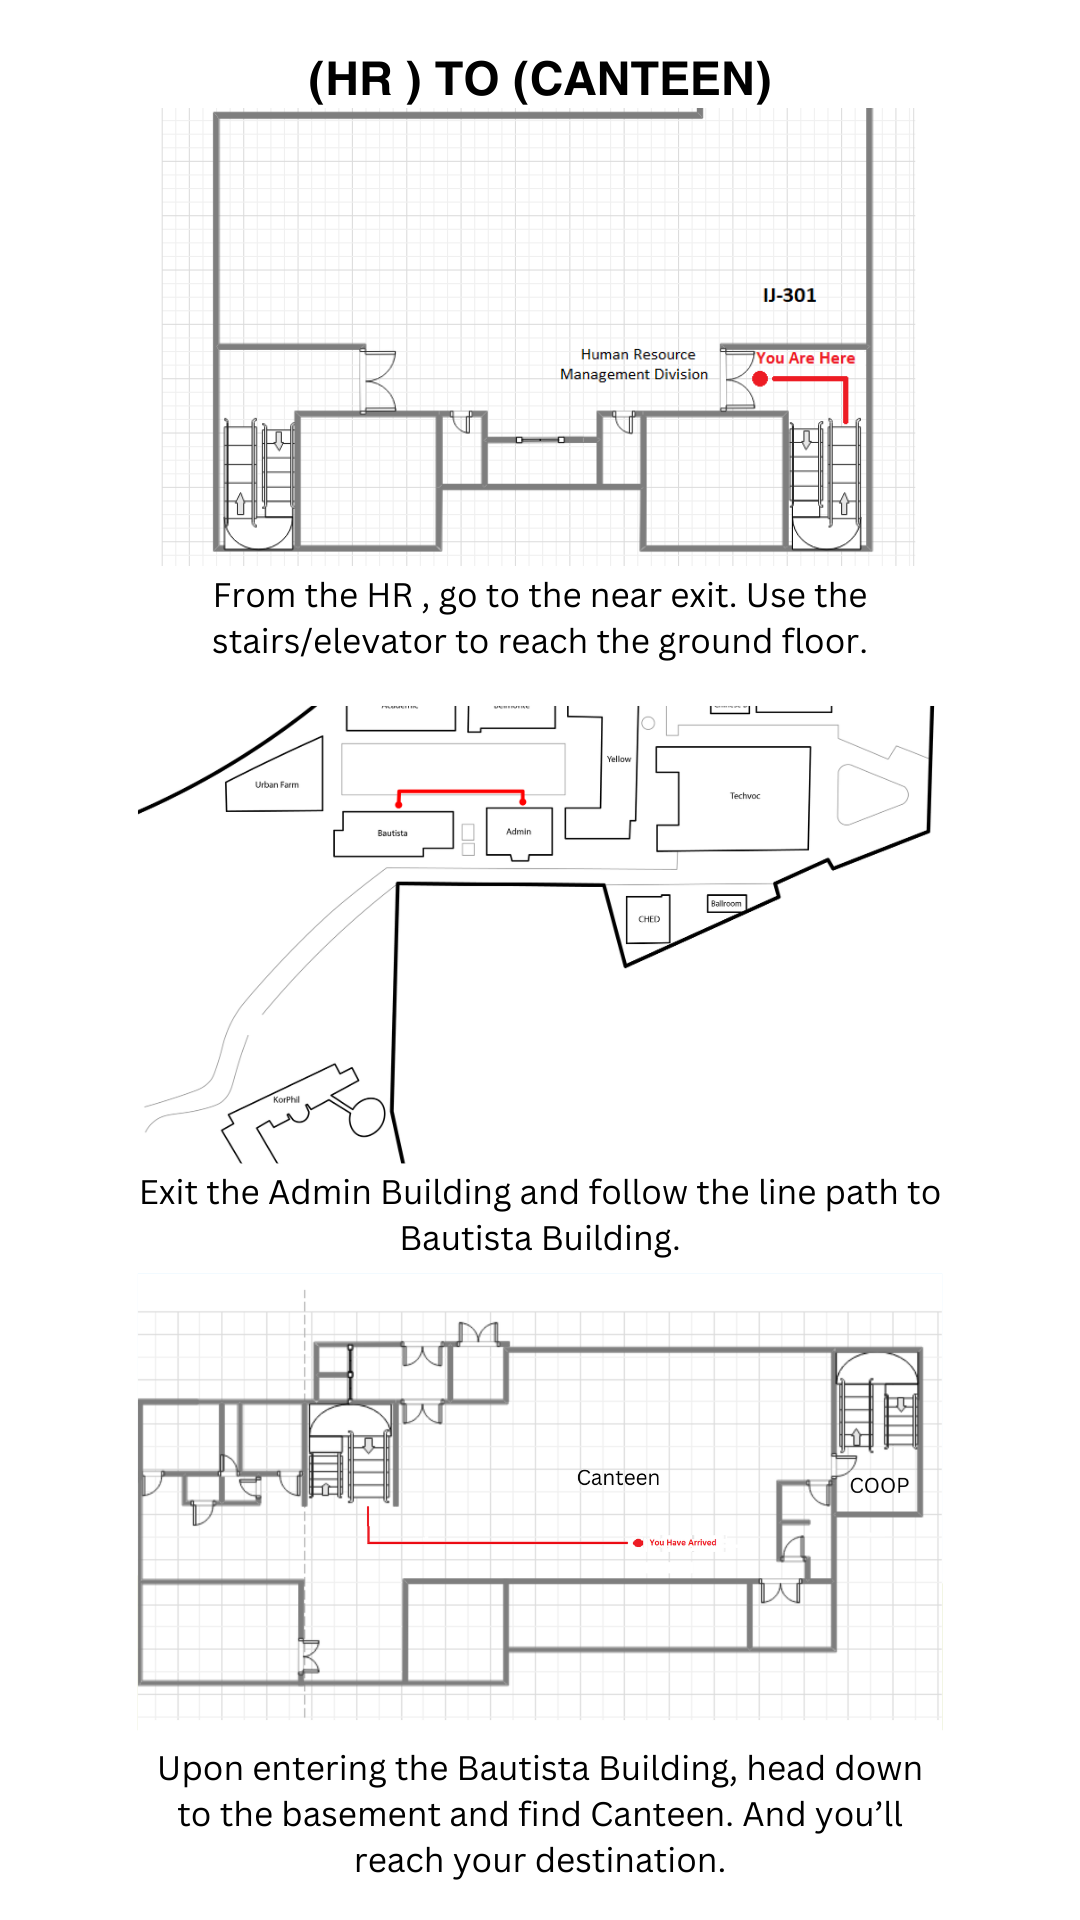 (HR ) TO (CANTEEN)
IJ-301
Human Resource
Management Division
You Are Here
From the HR , go to the near exit. Use the
stairs/elevator to reach the ground floor.
Urban Farm
Yellow
Techvoc
Bautista
Admin
CHED
Ballroom
KorPhil
Exit the Admin Building and follow the line path to
Bautista Building.
Canteen
COOP
You Have Arrived
Upon entering the Bautista Building, head down
to the basement and find Canteen. And you’ll
reach your destination.